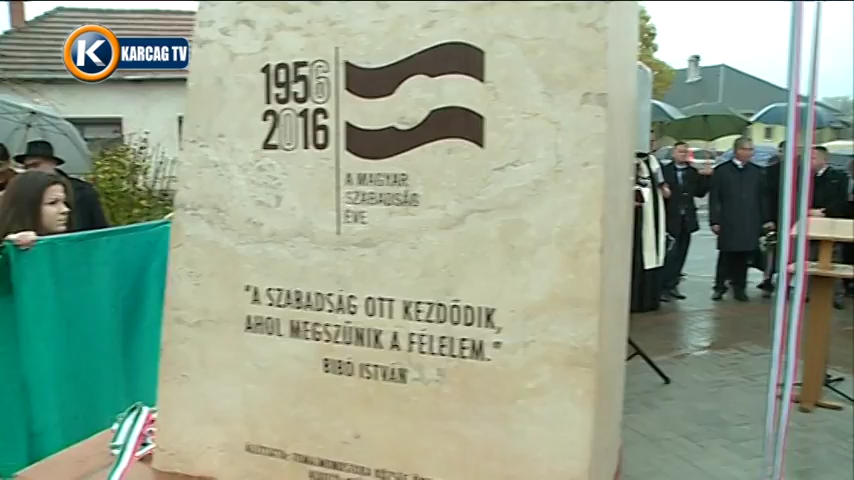 KARCAG TV
1956
2016
A MAGYAR
SZABADSÁG
ÉVE
"A SZABADSÁG OTT KEZDŐDIK,
AHOL MEGSZŰNIK A FÉLELEM."
BIBÓ ISTVÁN